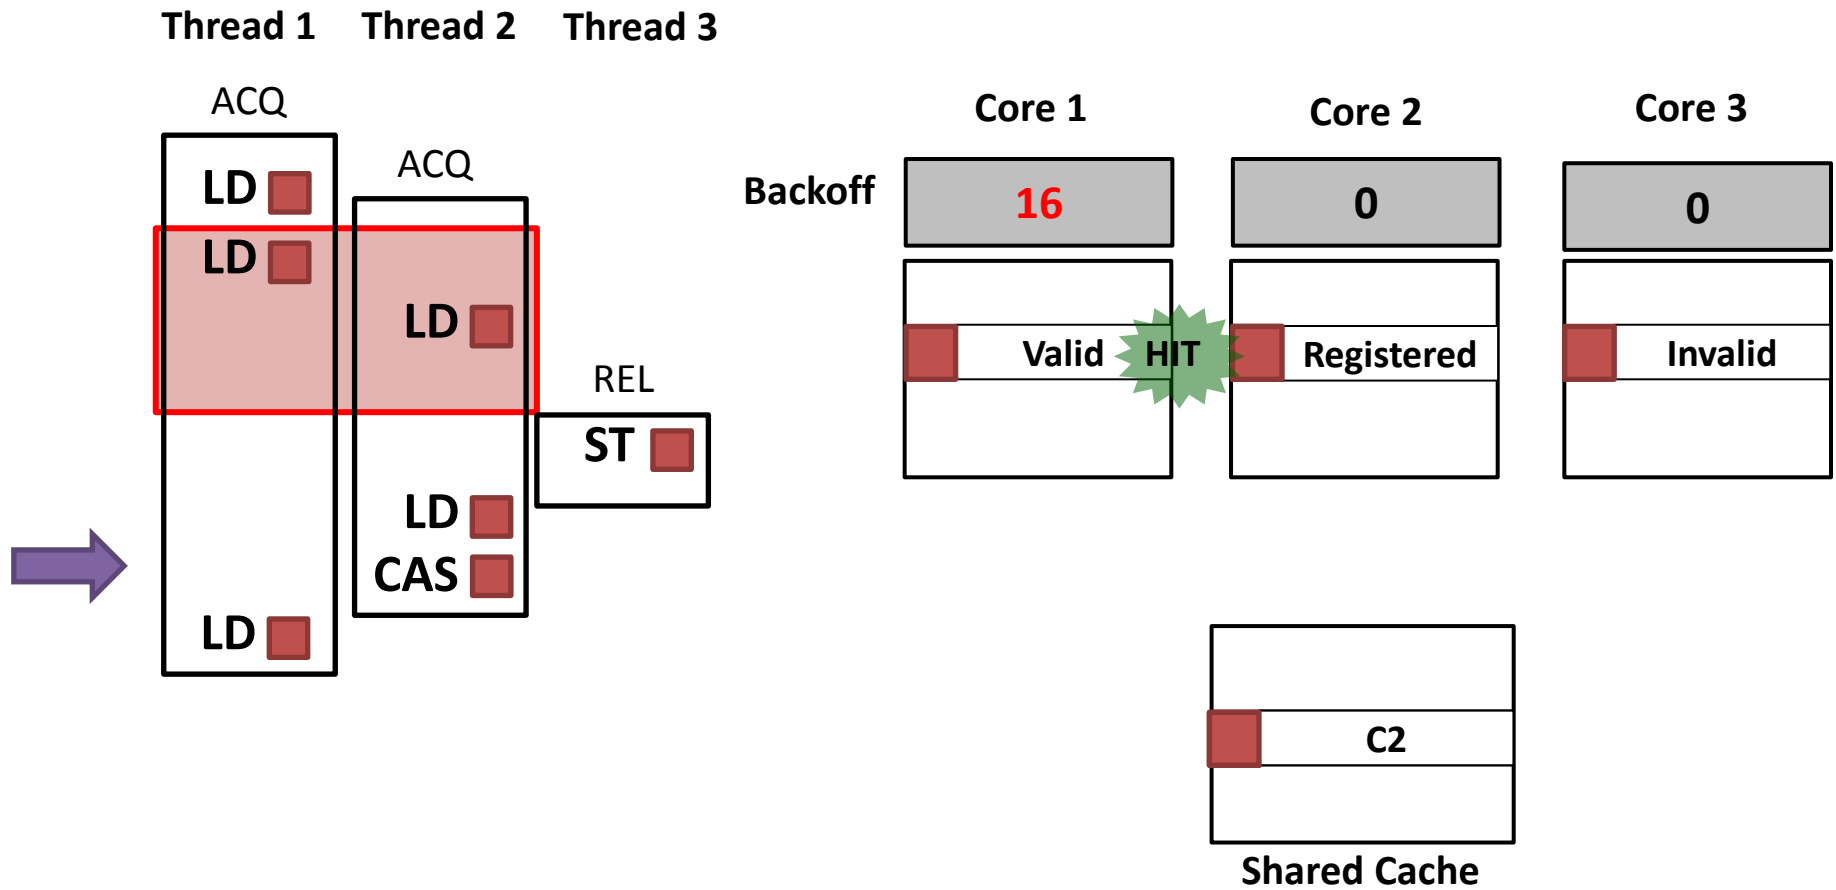 Thread 1 Thread 2 Thread 3
ACQ
LD
LD
LD
ACQ
LD
LD
CAS
REL
ST
Core 1 Core 2 Core 3
Backoff 16 0 0
Valid HIT Registered Invalid
C2
Shared Cache